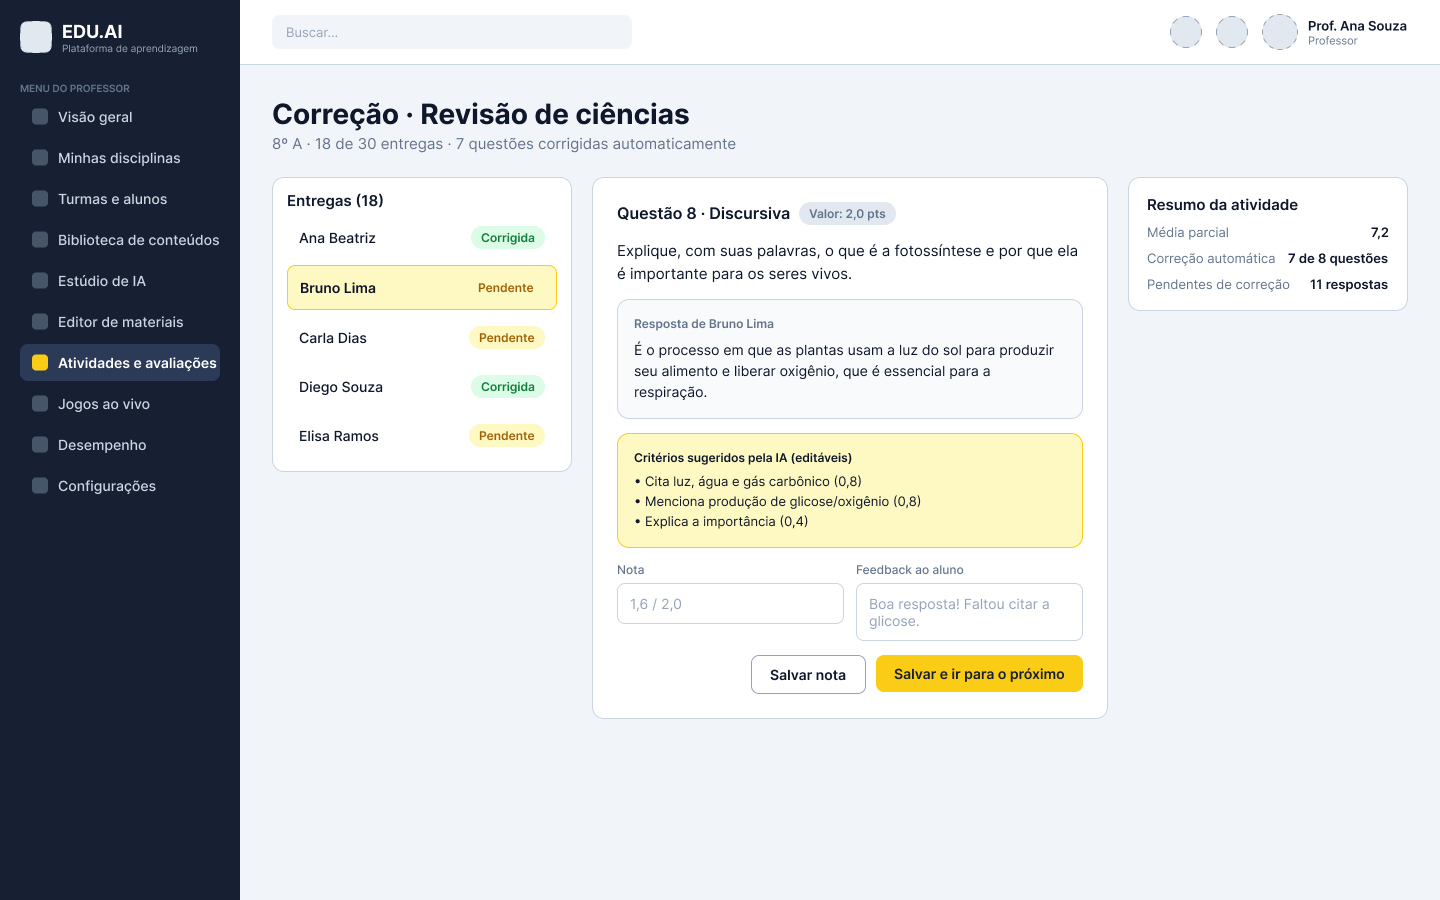 EDU.AI
Plataforma de aprendizagem
MENU DO PROFESSOR
Visão geral
Minhas disciplinas
Turmas e alunos
Biblioteca de conteúdos
Estúdio de IA
Editor de materiais
Atividades e avaliações
Jogos ao vivo
Desempenho
Configurações
Buscar...
Prof. Ana Souza
Professor
Correção · Revisão de ciências
8º A · 18 de 30 entregas · 7 questões corrigidas automaticamente
Entregas (18)
Ana Beatriz Corrigida
Bruno Lima Pendente
Carla Dias Pendente
Diego Souza Corrigida
Elisa Ramos Pendente
Questão 8 · Discursiva Valor: 2,0 pts
Explique, com suas palavras, o que é a fotossíntese e por que ela
é importante para os seres vivos.
Resposta de Bruno Lima
É o processo em que as plantas usam a luz do sol para produzir
seu alimento e liberar oxigênio, que é essencial para a
respiração.
Critérios sugeridos pela IA (editáveis)
• Cita luz, água e gás carbônico (0,8)
• Menciona produção de glicose/oxigênio (0,8)
• Explica a importância (0,4)
Nota
1,6 / 2,0
Feedback ao aluno
Boa resposta! Faltou citar a
glicose.
Salvar nota
Salvar e ir para o próximo
Resumo da atividade
Média parcial 7,2
Correção automática 7 de 8 questões
Pendentes de correção 11 respostas